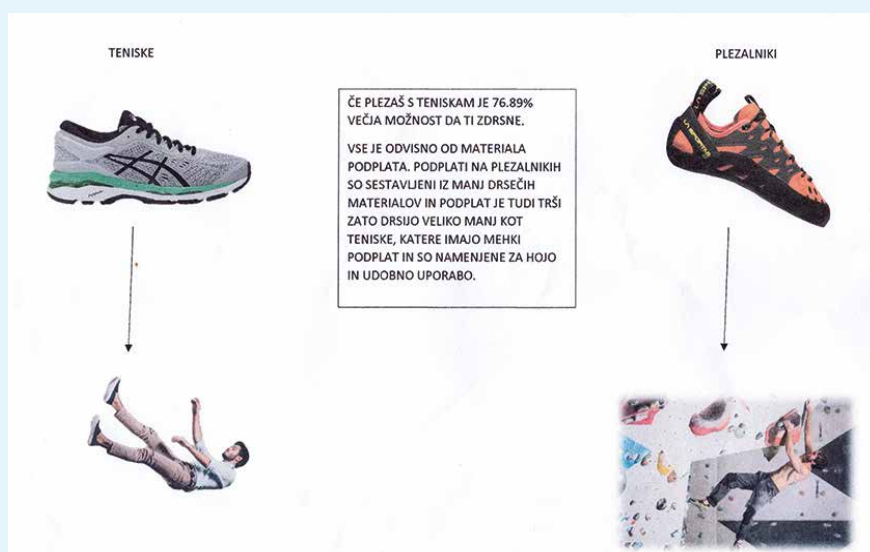 TENISKE
PLEZALNIKI
ČE PLEZAŠ S TENISKAM JE 76.89%
VEČJA MOŽNOST DA TI ZDRSNE.
VSE JE ODVISNO OD MATERIALA
PODPLATA. PODPLATI NA PLEZALNIKIH
SO SESTAVLJENI IZ MANJ DRSEČIH
MATERIALOV IN PODPLAT JE TUDI TRŠI
ZATO DRSIJO VELIKO MANJ KOT
TENISKE, KATERE IMAJO MEHKI
PODPLAT IN SO NAMENJENE ZA HOJO
IN UDOBNO UPORABO.
LA SPORTIVA